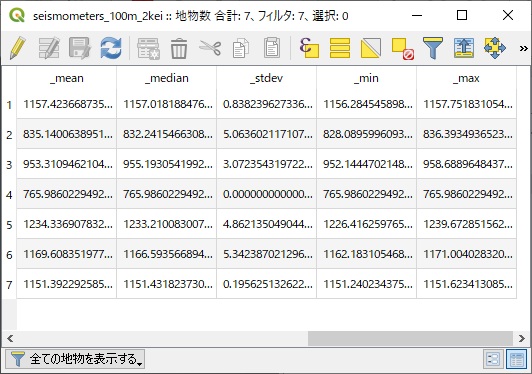 seismometers_100m_2kei :: 地物数 合計: 7、フィルタ: 7、選択: 0
_mean _median _stdev _min _max
1 1157.423668735... 1157.018188476... 0.838239627336... 1156.284545898... 1157.751831054...
2 835.1400638951... 832.2415466308... 5.063602117107... 828.0895996093... 836.3934936523...
3 953.3109462104... 955.1930541992... 3.072354319722... 952.1444702148... 958.6889648437...
4 765.9860229492... 765.9860229492... 0.000000000000... 765.9860229492... 765.9860229492...
5 1234.336907832... 1233.210083007... 4.862135049044... 1226.416259765... 1239.672851562...
6 1169.608351977... 1166.593566894... 5.342387021296... 1162.183105468... 1171.004028320...
7 1151.392292585... 1151.431823730... 0.195625132622... 1151.240234375... 1151.623413085...
全ての地物を表示する